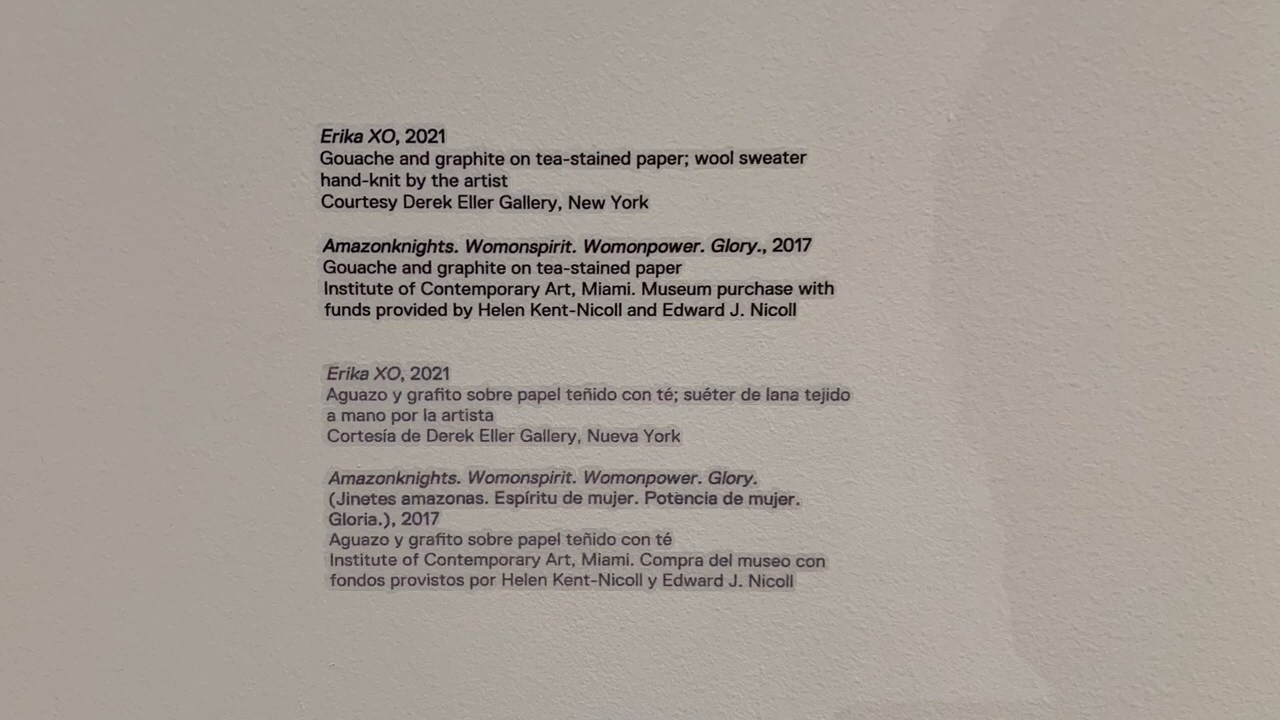 Erika XO, 2021
Gouache and graphite on tea-stained paper; wool sweater
hand-knit by the artist
Courtesy Derek Eller Gallery, New York
Amazonknights. Womonspirit. Womonpower. Glory., 2017
Gouache and graphite on tea-stained paper
Institute of Contemporary Art, Miami. Museum purchase with
funds provided by Helen Kent-Nicoll and Edward J. Nicoll
Erika XO, 2021
Aguazo y grafito sobre papel teñido con té; suéter de lana tejido
a mano por la artista
Cortesía de Derek Eller Gallery, Nueva York
Amazonknights. Womonspirit. Womonpower. Glory.
(Jinetes amazonas. Espíritu de mujer. Potencia de mujer.
Gloria.), 2017
Aguazo y grafito sobre papel teñido con té
Institute of Contemporary Art, Miami. Compra del museo con
fondos provistos por Helen Kent-Nicoll y Edward J. Nicoll